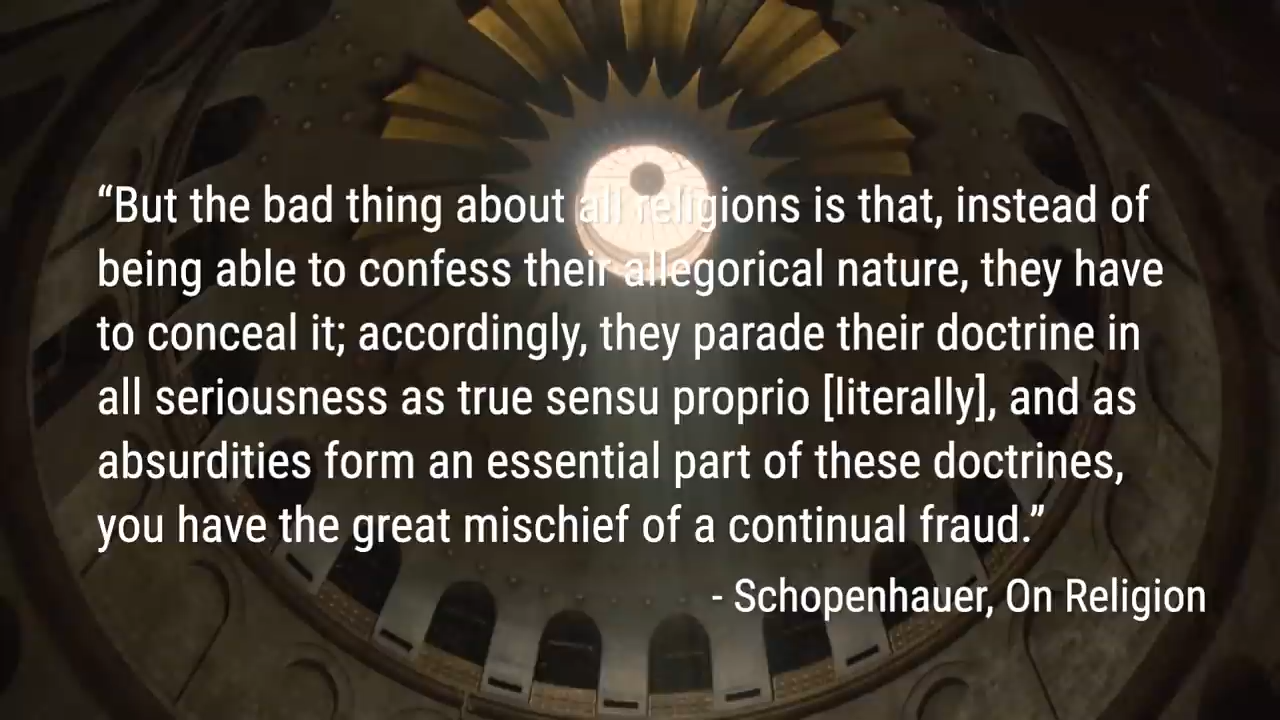 “But the bad thing about all religions is that, instead of
being able to confess their allegorical nature, they have
to conceal it; accordingly, they parade their doctrine in
all seriousness as true sensu proprio [literally], and as
absurdities form an essential part of these doctrines,
you have the great mischief of a continual fraud.”
- Schopenhauer, On Religion